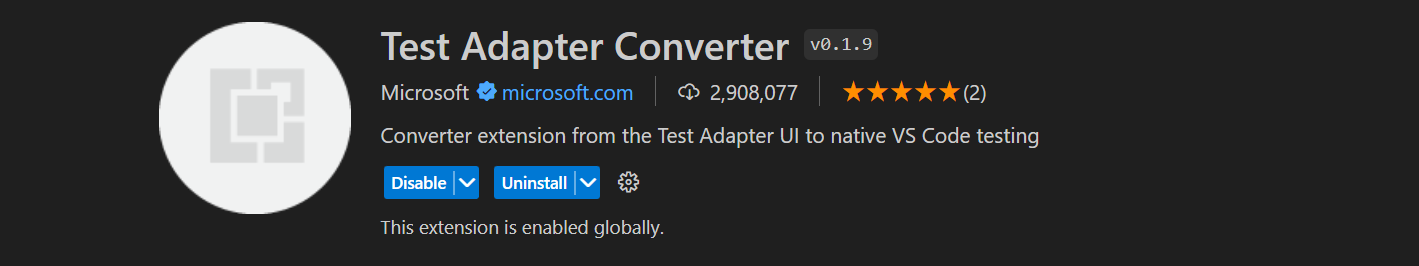 Test Adapter Converter v0.1.9
Microsoft microsoft.com 2,908,077 ★★★★★(2)
Converter extension from the Test Adapter UI to native VS Code testing
Disable Uninstall
This extension is enabled globally.